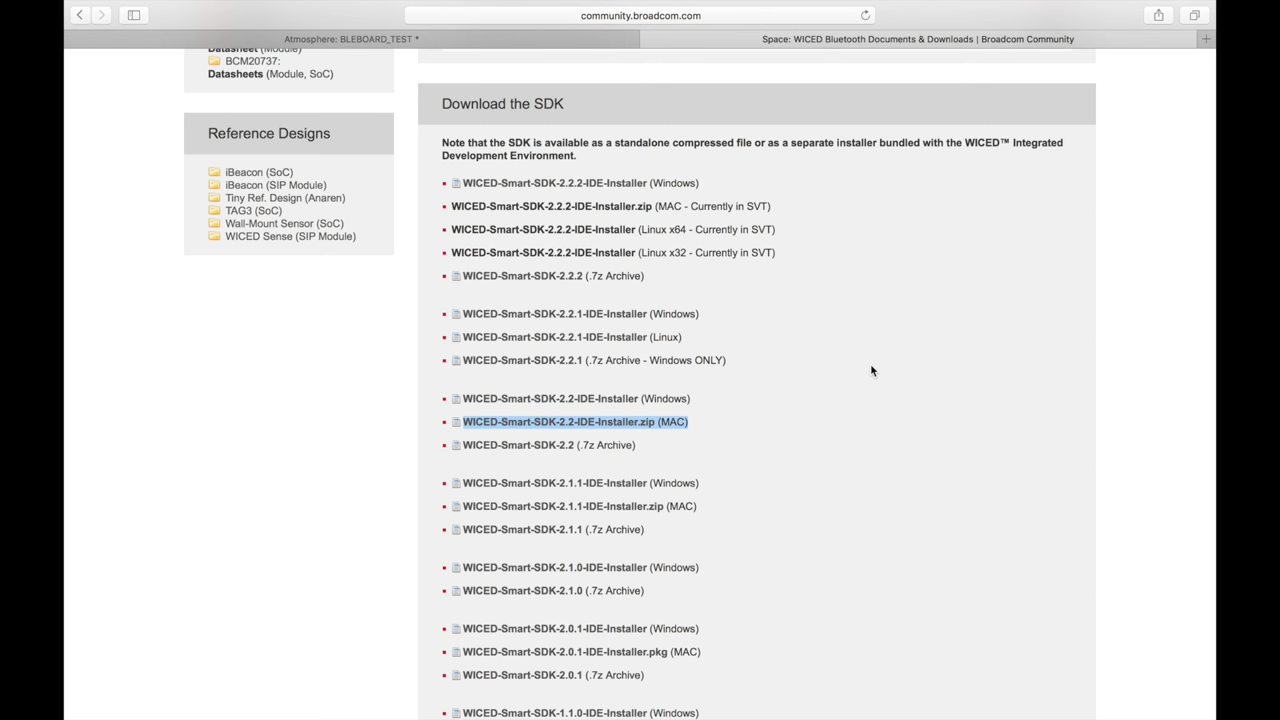 community.broadcom.com
Atmosphere: BLEBOARD_TEST *
Space: WICED Bluetooth Documents & Downloads | Broadcom Community
Datasheet (Module)
BCM20737:
Datasheets (Module, SoC)
Reference Designs
iBeacon (SoC)
iBeacon (SIP Module)
Tiny Ref. Design (Anaren)
TAG3 (SoC)
Wall-Mount Sensor (SoC)
WICED Sense (SIP Module)
Download the SDK
Note that the SDK is available as a standalone compressed file or as a separate installer bundled with the WICED™ Integrated
Development Environment.
WICED-Smart-SDK-2.2.2-IDE-Installer (Windows)
WICED-Smart-SDK-2.2.2-IDE-Installer.zip (MAC - Currently in SVT)
WICED-Smart-SDK-2.2.2-IDE-Installer (Linux x64 - Currently in SVT)
WICED-Smart-SDK-2.2.2-IDE-Installer (Linux x32 - Currently in SVT)
WICED-Smart-SDK-2.2.2 (.7z Archive)
WICED-Smart-SDK-2.2.1-IDE-Installer (Windows)
WICED-Smart-SDK-2.2.1-IDE-Installer (Linux)
WICED-Smart-SDK-2.2.1 (.7z Archive - Windows ONLY)
WICED-Smart-SDK-2.2-IDE-Installer (Windows)
WICED-Smart-SDK-2.2-IDE-Installer.zip (MAC)
WICED-Smart-SDK-2.2 (.7z Archive)
WICED-Smart-SDK-2.1.1-IDE-Installer (Windows)
WICED-Smart-SDK-2.1.1-IDE-Installer.zip (MAC)
WICED-Smart-SDK-2.1.1 (.7z Archive)
WICED-Smart-SDK-2.1.0-IDE-Installer (Windows)
WICED-Smart-SDK-2.1.0 (.7z Archive)
WICED-Smart-SDK-2.0.1-IDE-Installer (Windows)
WICED-Smart-SDK-2.0.1-IDE-Installer.pkg (MAC)
WICED-Smart-SDK-2.0.1 (.7z Archive)
WICED-Smart-SDK-1.1.0-IDE-Installer (Windows)